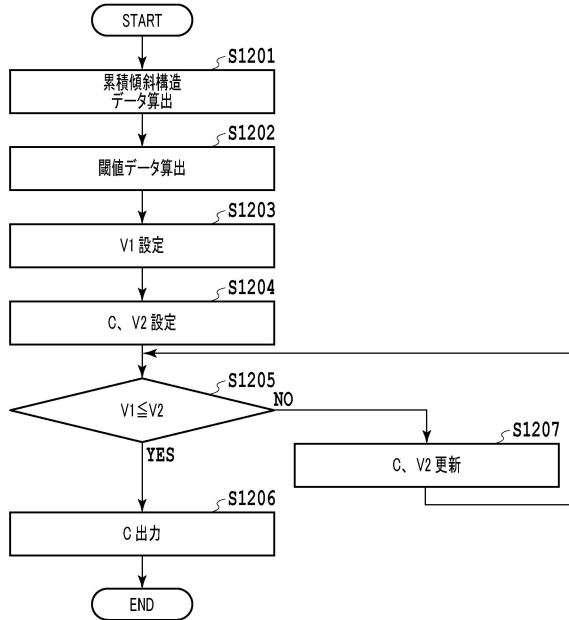 START
S1201
累積傾斜構造
データ算出
S1202
閾値データ算出
S1203
V1 設定
S1204
C、V2 設定
S1205
V1≦V2
NO
YES
S1207
C、V2 更新
S1206
C 出力
END